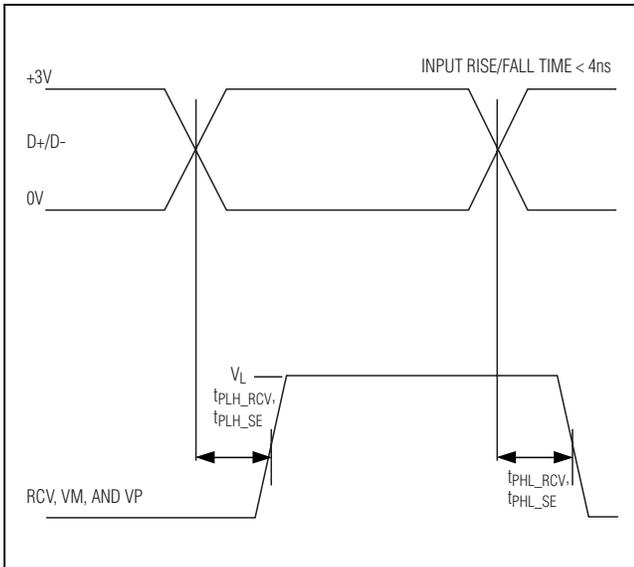 +3V
INPUT RISE/FALL TIME < 4ns
D+/D-
0V
VL
tPLH_RCV,
tPLH_SE
RCV, VM, AND VP
tPHL_RCV,
tPHL_SE